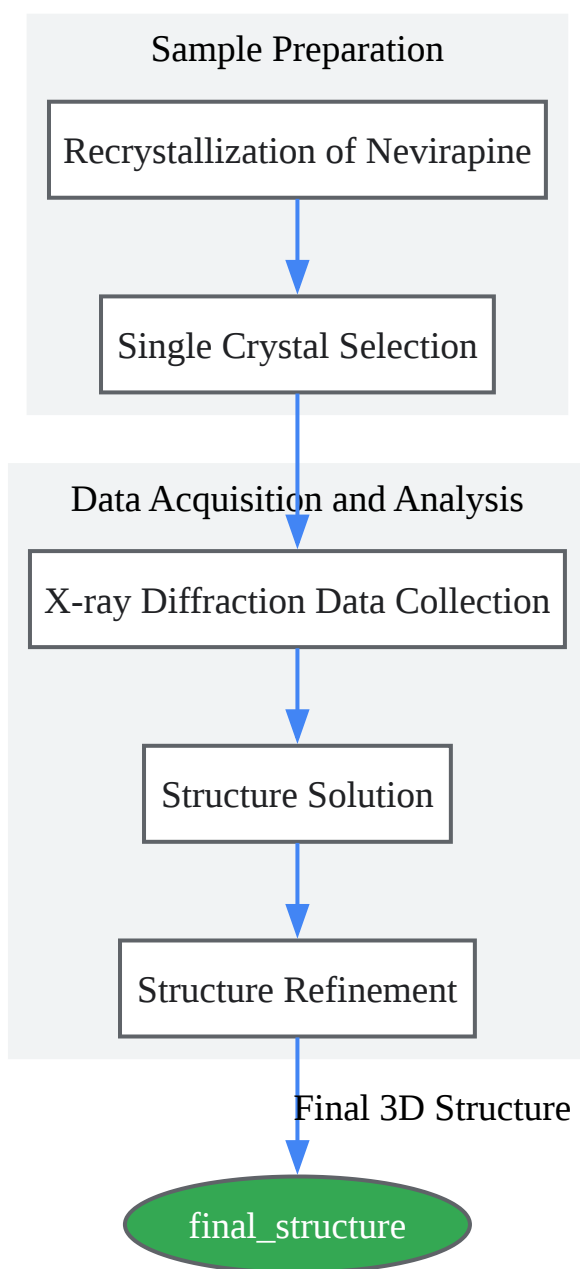 Sample Preparation
Recrystallization of Nevirapine
Single Crystal Selection
Data Acquisition and Analysis
X-ray Diffraction Data Collection
Structure Solution
Structure Refinement
Final 3D Structure
final_structure